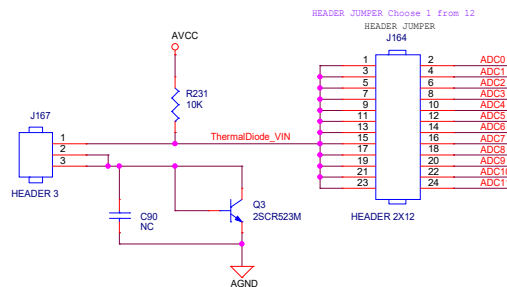 HEADER JUMPER Choose 1 from 12
HEADER JUMPER
J164
AVCC
R231
10K
J167
1
2
3
HEADER 3
ThermalDiode_VIN
C90
NC
Q3
2SCR523M
AGND
1 2 ADC0
3 4 ADC1
5 6 ADC2
7 8 ADC3
9 10 ADC4
11 12 ADC5
13 14 ADC6
15 16 ADC7
17 18 ADC8
19 20 ADC9
21 22 ADC10
23 24 ADC11
HEADER 2X12